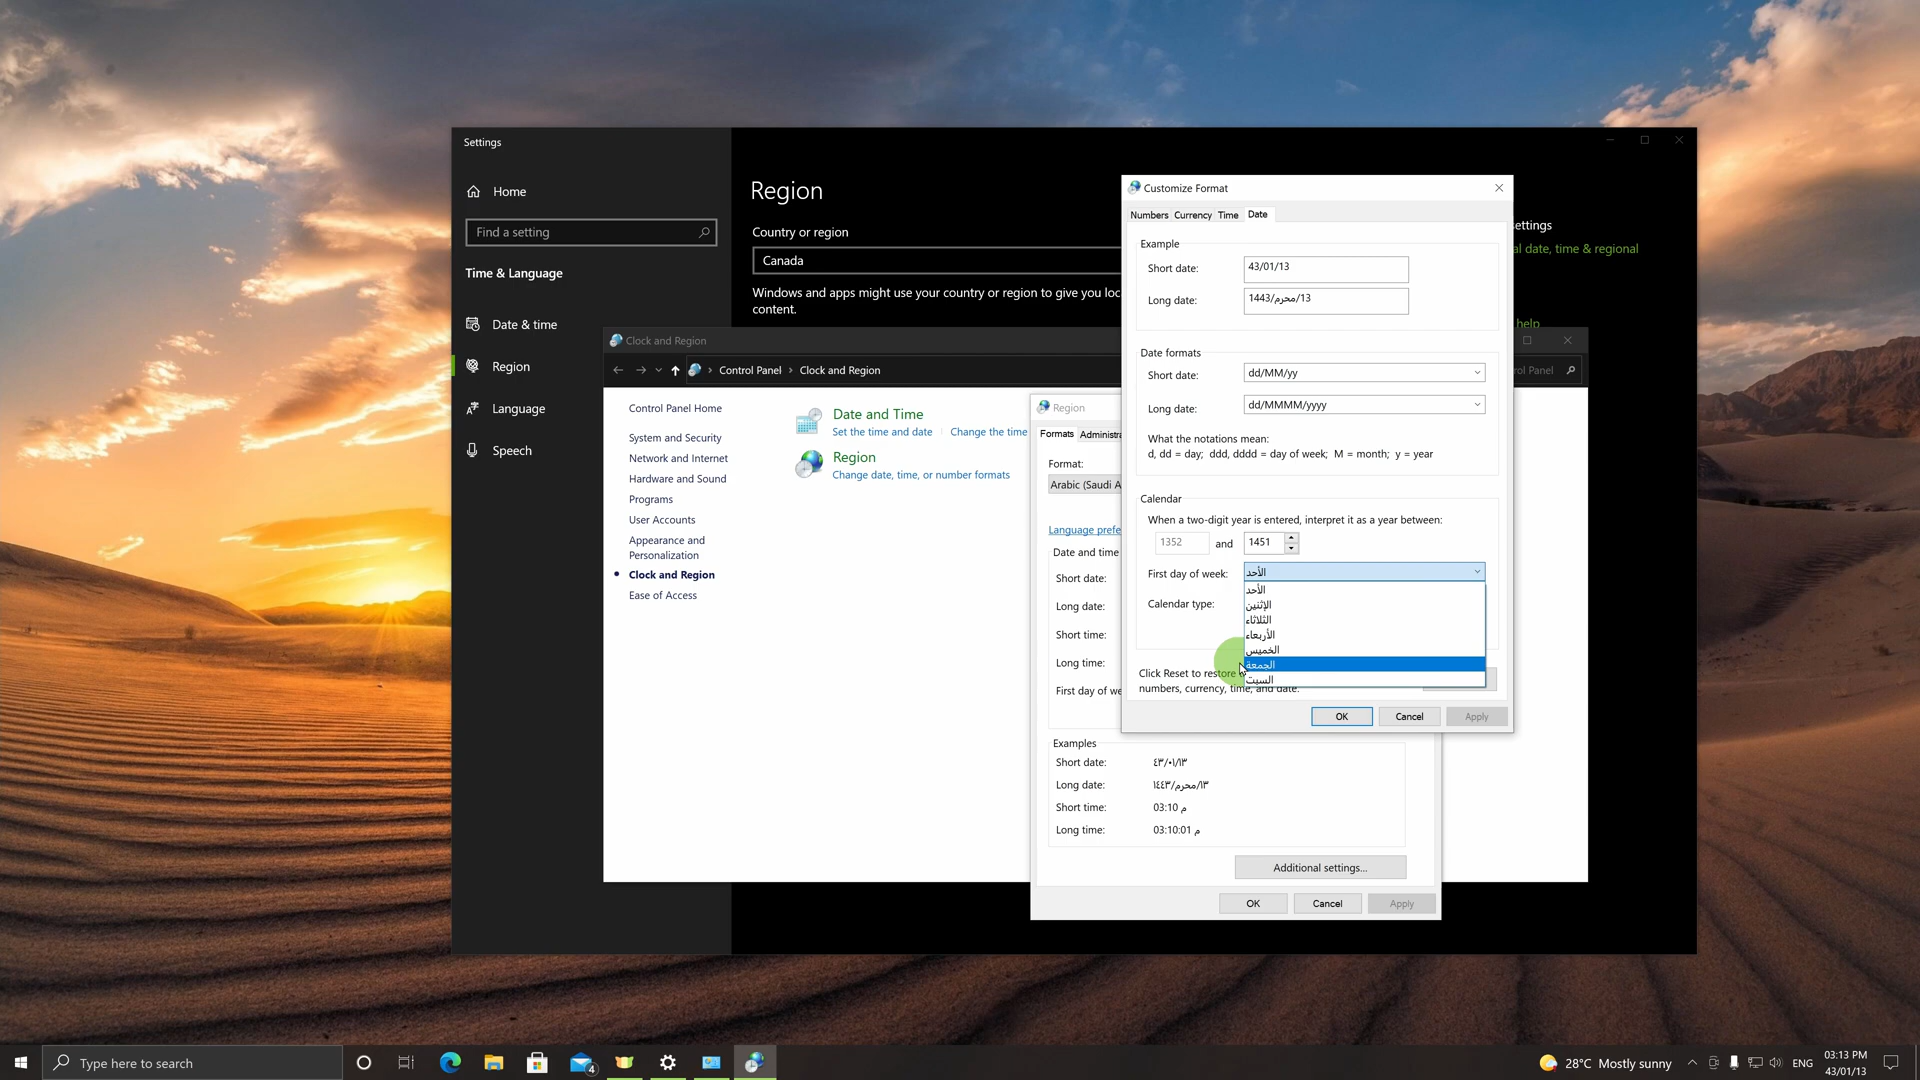 Settings
Home
Find a setting
Time & Language
Date & time
Region
Language
Speech
Region
Country or region
Canada
Windows and apps might use your country or region to give you loc
content.
ettings
al date, time & regional
help
Clock and Region
Control Panel
Clock and Region
rol Panel
Control Panel Home
System and Security
Network and Internet
Hardware and Sound
Programs
User Accounts
Appearance and
Personalization
Clock and Region
Ease of Access
Date and Time
Set the time and date
Change the time
Region
Change date, time, or number formats
Region
Formats Administra
Format:
Arabic (Saudi A
Language prefe
Date and time
Short date:
Long date:
Short time:
Long time:
First day of we
Examples
Short date: ٤٣/٠١/١٣
Long date: ١٣/محرم/١٤٤٣
Short time: 03:10 م
Long time: 03:10:01 م
Additional settings...
OK Cancel Apply
Customize Format
Numbers Currency Time Date
Example
Short date: 43/01/13
Long date: 13/محرم/1443
Date formats
Short date: dd/MM/yy
Long date: dd/MMMM/yyyy
What the notations mean:
d, dd = day; ddd, dddd = day of week; M = month; y = year
Calendar
When a two-digit year is entered, interpret it as a year between:
1352 and 1451
First day of week: الأحد
الأحد
الإثنين
الثلاثاء
الأربعاء
الخميس
الجمعة
السبت
Calendar type:
Click Reset to restore
numbers, currency, time, and date.
OK Cancel Apply
Type here to search
4
28°C Mostly sunny
ENG
03:13 PM
43/01/13